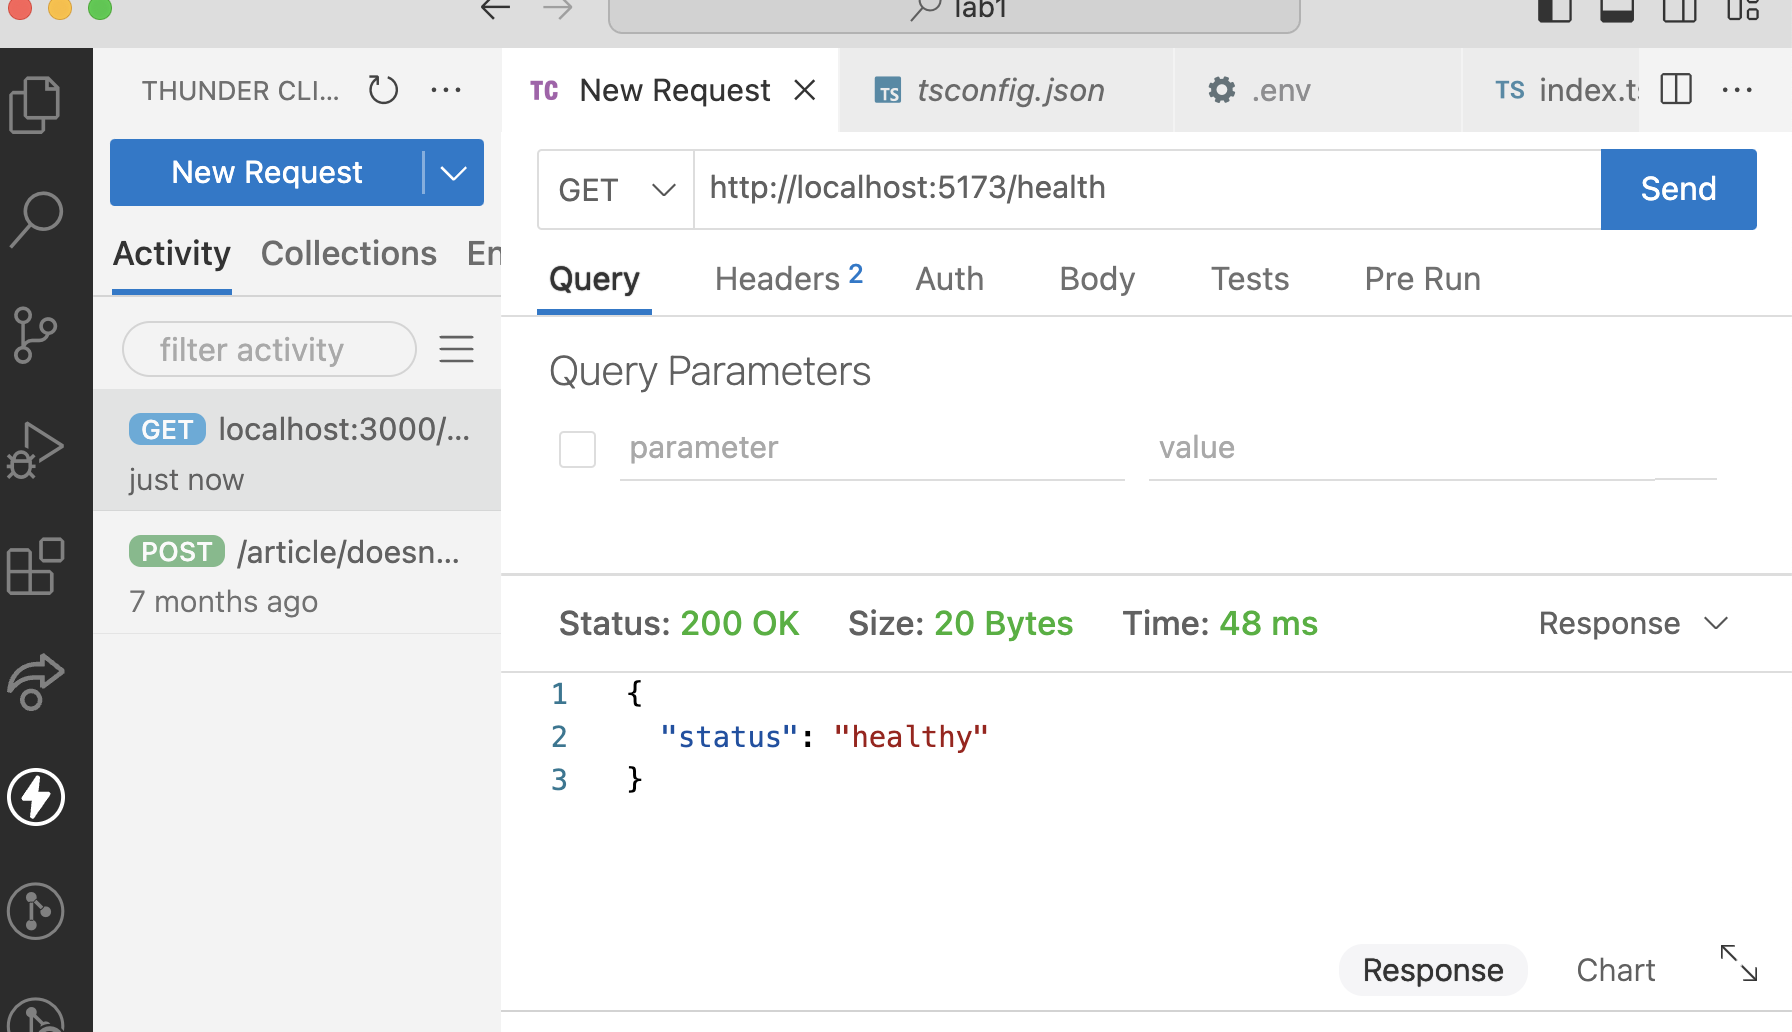 lab1
THUNDER CLI...
New Request
Activity Collections En
filter activity
GET localhost:3000/...
just now
POST /article/doesn...
7 months ago
TC New Request
TS tsconfig.json
.env
TS index.ts
GET http://localhost:5173/health Send
Query Headers 2 Auth Body Tests Pre Run
Query Parameters
parameter value
Status: 200 OK Size: 20 Bytes Time: 48 ms Response
1 {
2 "status": "healthy"
3 }
Response Chart